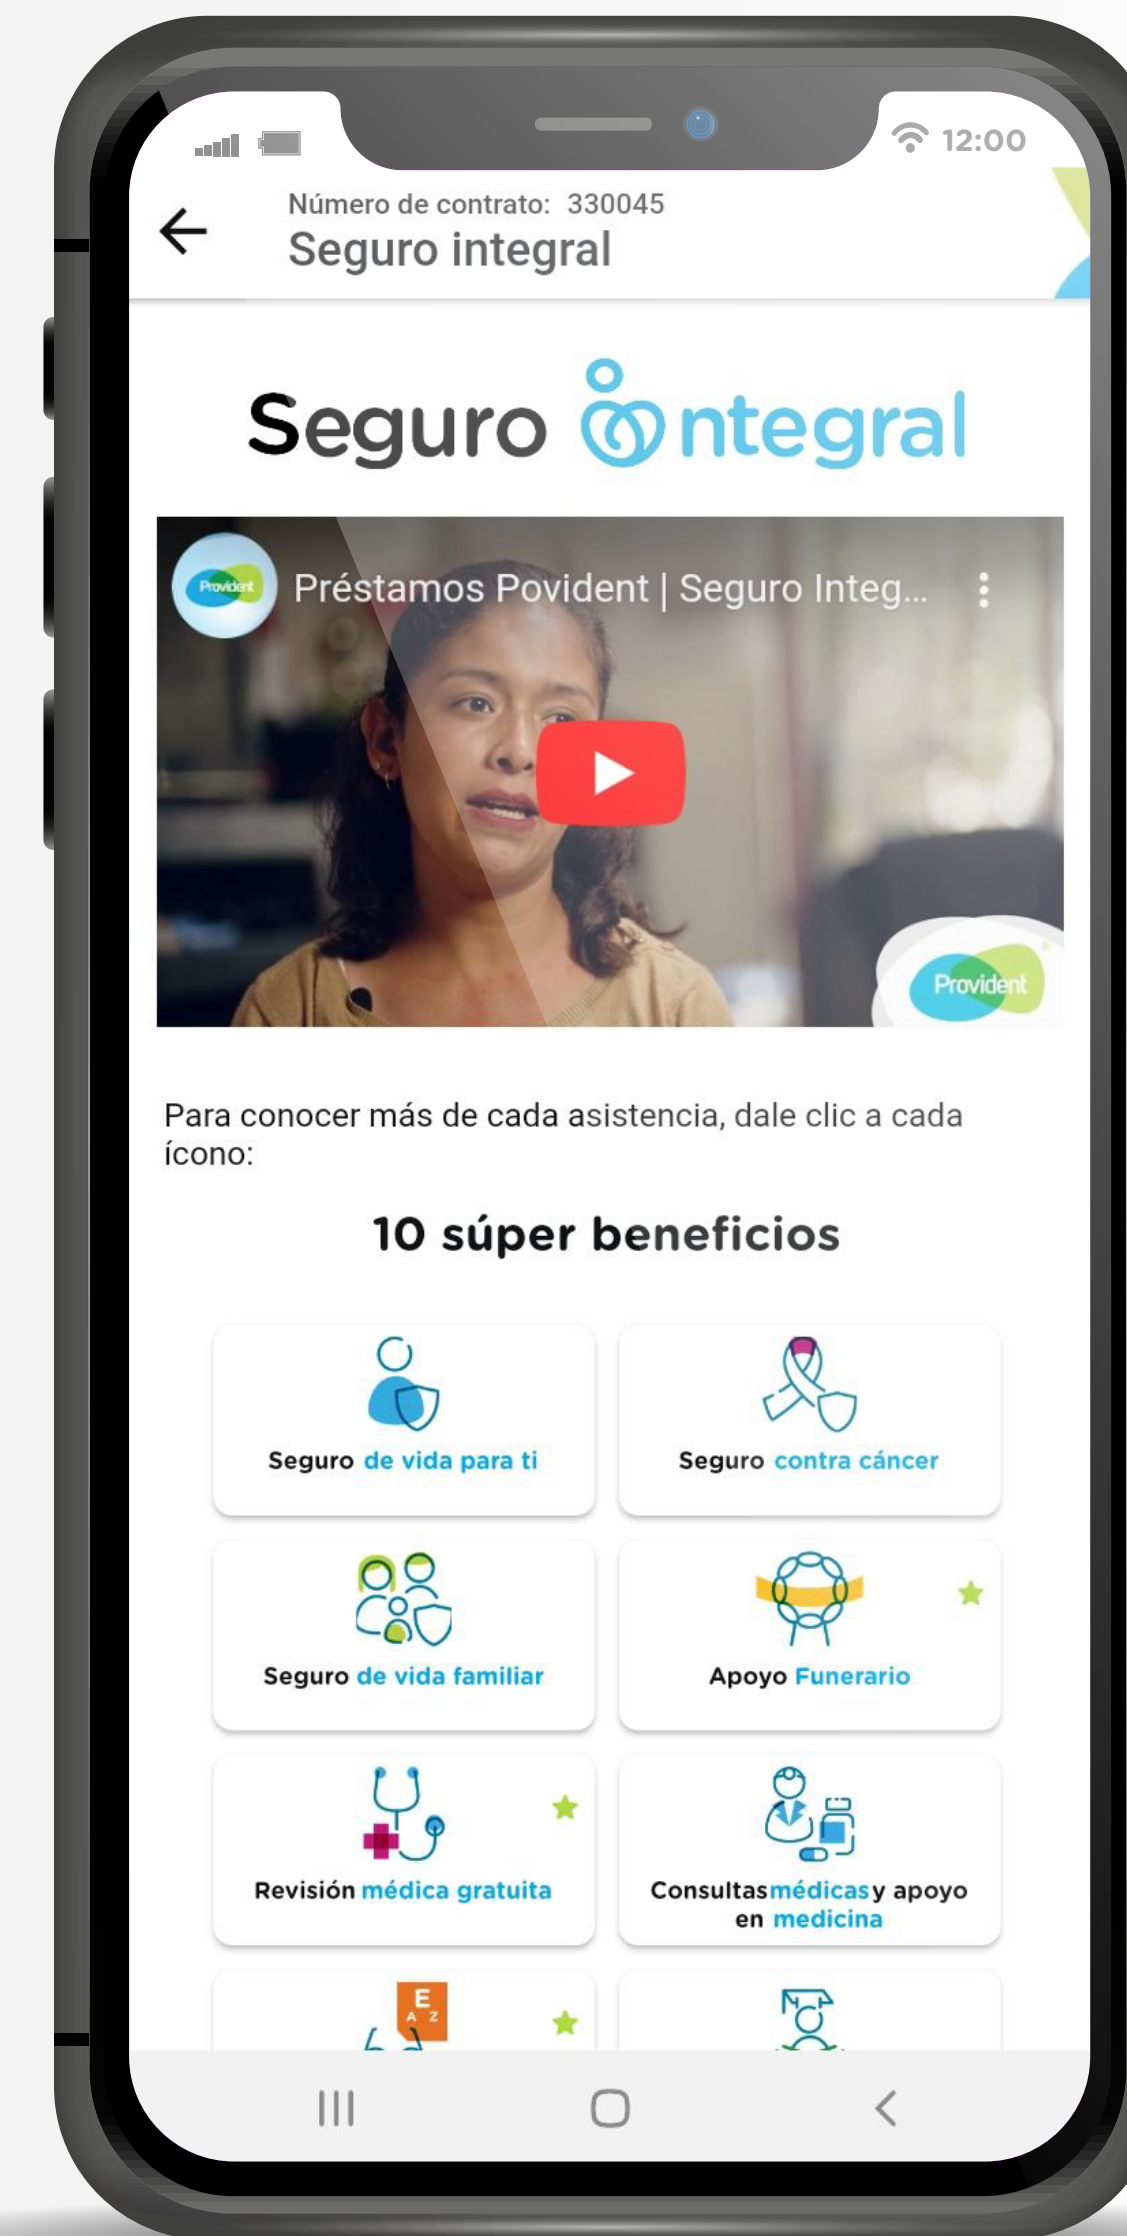 12:00
Número de contrato: 330045
Seguro integral
Seguro integral
Provident
Préstamos Povident | Seguro Integ...
Provident
Para conocer más de cada asistencia, dale clic a cada
ícono:
10 súper beneficios
Seguro de vida para ti
Seguro contra cáncer
Seguro de vida familiar
Apoyo Funerario
Revisión médica gratuita
Consultas médicas y apoyo
en medicina
E
A Z